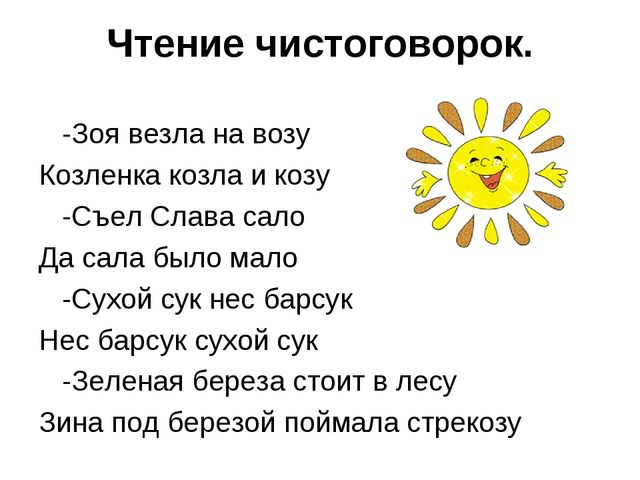 Чтение чистоговорок.
-Зоя везла на возу
Козленка козла и козу
-Съел Слава сало
Да сала было мало
-Сухой сук нес барсук
Нес барсук сухой сук
-Зеленая береза стоит в лесу
Зина под березой поймала стрекозу